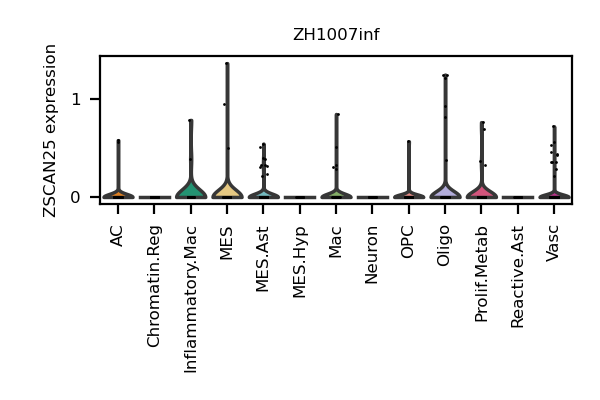 ZH1007inf
ZSCAN25 expression
1
0
AC
Chromatin.Reg
Inflammatory.Mac
MES
MES.Ast
MES.Hyp
Mac
Neuron
OPC
Oligo
Prolif.Metab
Reactive.Ast
Vasc